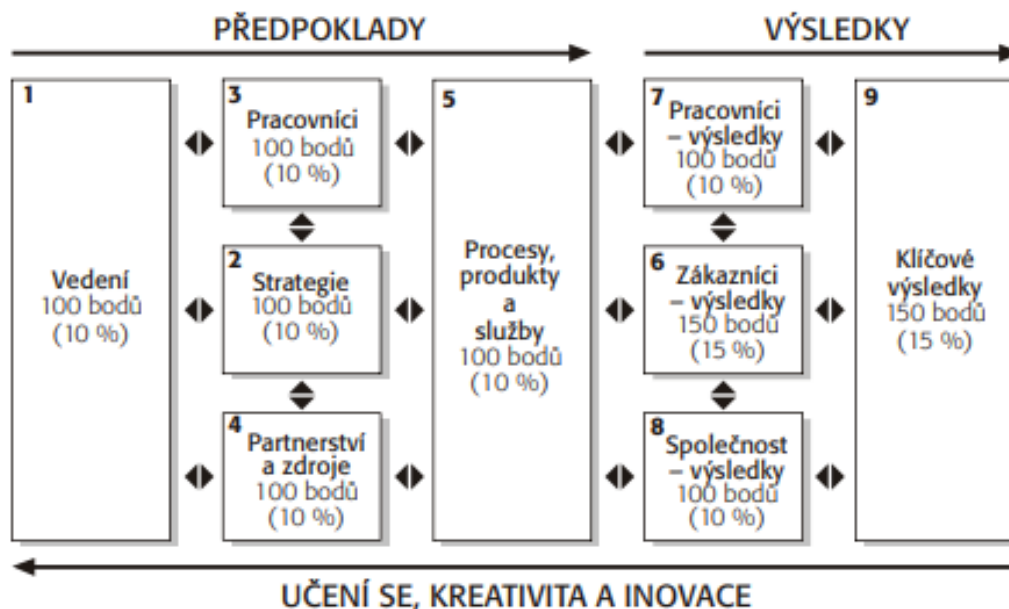 PŘEDPOKLADY
VÝSLEDKY
1
Vedení
100 bodů
(10 %)
3
Pracovníci
100 bodů
(10 %)
2
Strategie
100 bodů
(10 %)
4
Partnerství
a zdroje
100 bodů
(10 %)
5
Procesy,
produkty
a
služby
100 bodů
(10 %)
7
Pracovníci
– výsledky
100 bodů
(10 %)
6
Zákazníci
– výsledky
150 bodů
(15 %)
8
Společnost
– výsledky
100 bodů
(10 %)
9
Klíčové
výsledky
150 bodů
(15 %)
UČENÍ SE, KREATIVITA A INOVACE